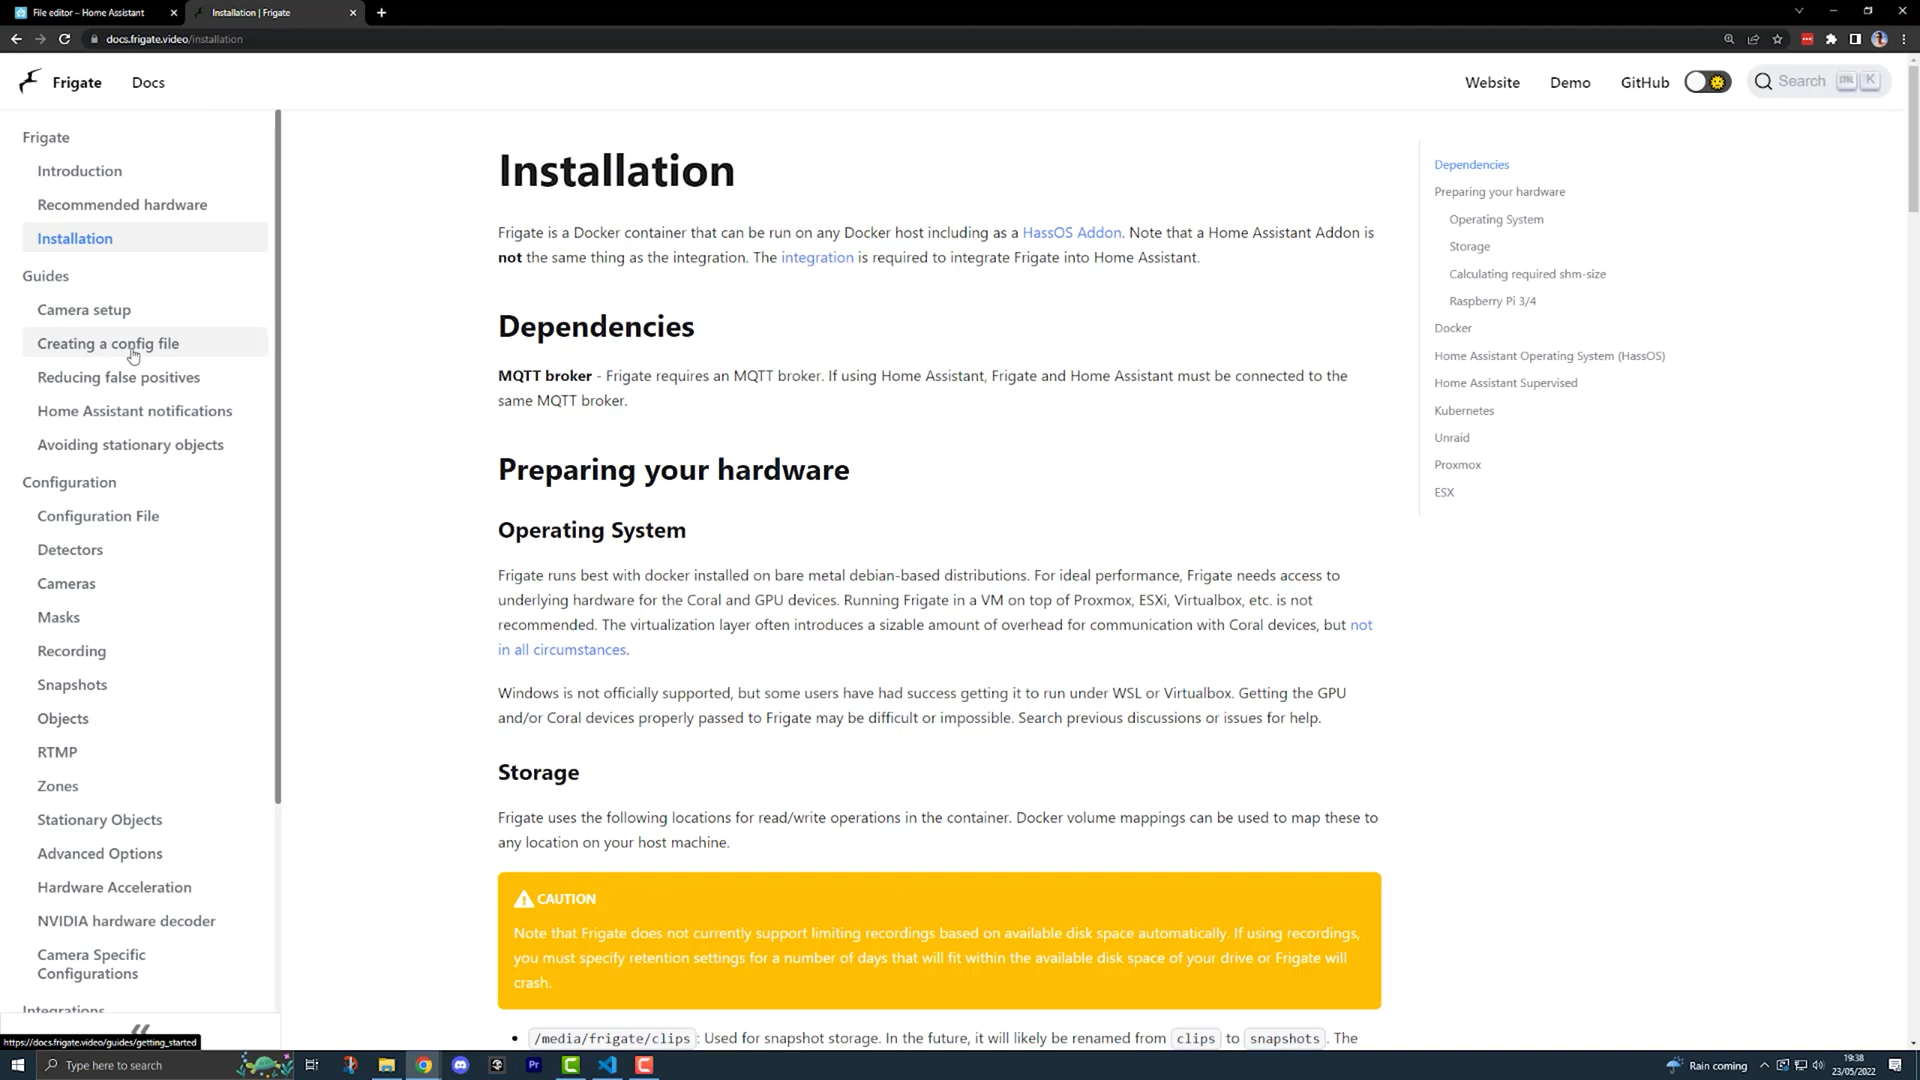 File editor – Home Assistant
Installation | Frigate
docs.frigate.video/installation
Frigate
Docs
Website
Demo
GitHub
Search
CTRL
K
Frigate
Introduction
Recommended hardware
Installation
Guides
Camera setup
Creating a config file
Reducing false positives
Home Assistant notifications
Avoiding stationary objects
Configuration
Configuration File
Detectors
Cameras
Masks
Recording
Snapshots
Objects
RTMP
Zones
Stationary Objects
Advanced Options
Hardware Acceleration
NVIDIA hardware decoder
Camera Specific
Configurations
Integrations
https://docs.frigate.video/guides/getting_started
Installation
Frigate is a Docker container that can be run on any Docker host including as a HassOS Addon. Note that a Home Assistant Addon is
not the same thing as the integration. The integration is required to integrate Frigate into Home Assistant.
Dependencies
MQTT broker - Frigate requires an MQTT broker. If using Home Assistant, Frigate and Home Assistant must be connected to the
same MQTT broker.
Preparing your hardware
Operating System
Frigate runs best with docker installed on bare metal debian-based distributions. For ideal performance, Frigate needs access to
underlying hardware for the Coral and GPU devices. Running Frigate in a VM on top of Proxmox, ESXi, Virtualbox, etc. is not
recommended. The virtualization layer often introduces a sizable amount of overhead for communication with Coral devices, but not
in all circumstances.
Windows is not officially supported, but some users have had success getting it to run under WSL or Virtualbox. Getting the GPU
and/or Coral devices properly passed to Frigate may be difficult or impossible. Search previous discussions or issues for help.
Storage
Frigate uses the following locations for read/write operations in the container. Docker volume mappings can be used to map these to
any location on your host machine.
CAUTION
Note that Frigate does not currently support limiting recordings based on available disk space automatically. If using recordings,
you must specify retention settings for a number of days that will fit within the available disk space of your drive or Frigate will
crash.
• /media/frigate/clips: Used for snapshot storage. In the future, it will likely be renamed from clips to snapshots. The
Dependencies
Preparing your hardware
Operating System
Storage
Calculating required shm-size
Raspberry Pi 3/4
Docker
Home Assistant Operating System (HassOS)
Home Assistant Supervised
Kubernetes
Unraid
Proxmox
ESX
Type here to search
Pr
Rain coming
19:38
23/05/2022